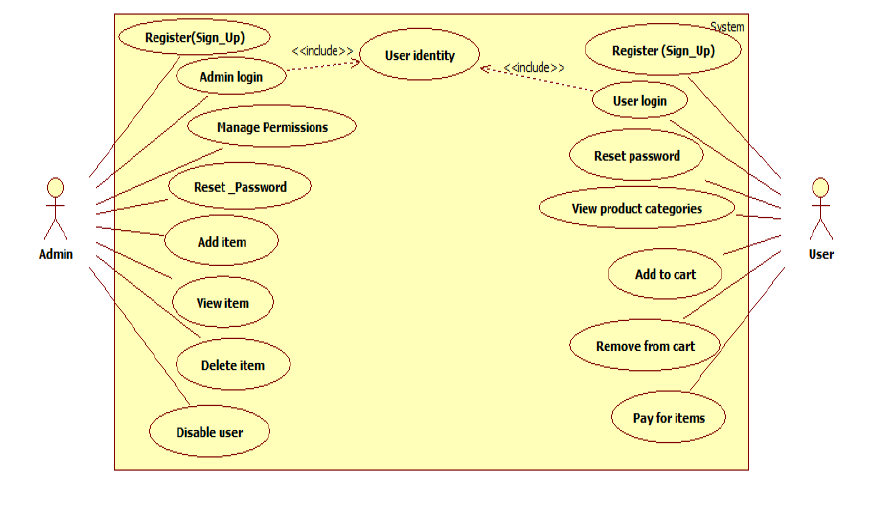 System
Register(Sign_Up)
<<include>>
User identity
Register (Sign_Up)
Admin login
<<include>>
User login
Manage Permissions
Reset password
Reset _Password
View product categories
Add item
Admin
User
Add to cart
View item
Remove from cart
Delete item
Pay for items
Disable user